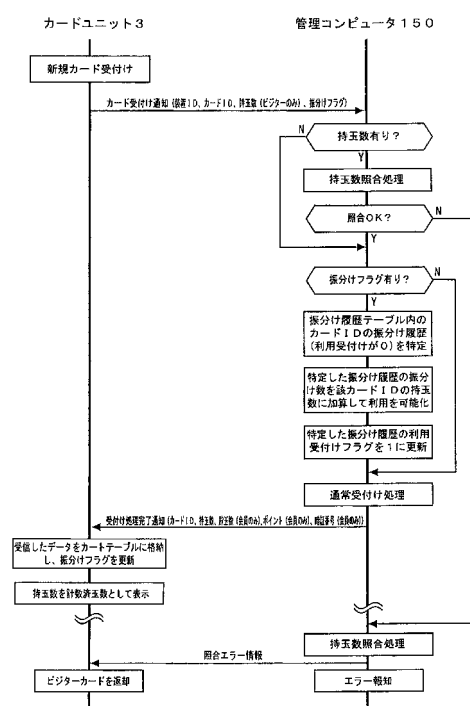 カードユニット３
管理コンピュータ１５０
新規カード受付け
カード受付け通知（装置ＩＤ、カードＩＤ、持玉数（ビジターのみ）、振分けフラグ）
持玉数有り？
N
Y
持玉数照合処理
照合ＯＫ？
N
Y
振分けフラグ有り？
N
Y
振分け履歴テーブル内の
カードＩＤの振分け履歴
（利用受付けが０）を特定
特定した振分け履歴の振分
け数を該カードＩＤの持玉
数に加算して利用を可能化
特定した振分け履歴の利用
受付けフラグを１に更新
通常受付け処理
受付け処理完了通知（カードＩＤ、持玉数、貯玉数（会員のみ）、ポイント（会員のみ）、暗証番号（会員のみ））
受信したデータをカートテーブルに格納
し、振分けフラグを更新
持玉数を計数済玉数として表示
持玉数照合処理
照合エラー情報
ビジターカードを返却
エラー報知